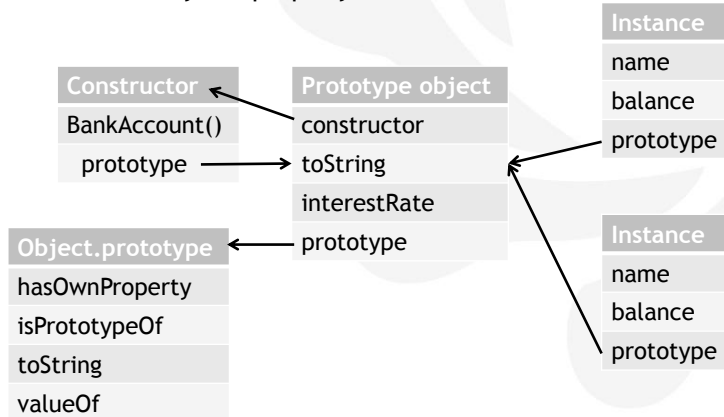 Constructor
BankAccount()
prototype
Prototype object
constructor
toString
interestRate
prototype
Instance
name
balance
prototype
Object.prototype
hasOwnProperty
isPrototypeOf
toString
valueOf
Instance
name
balance
prototype